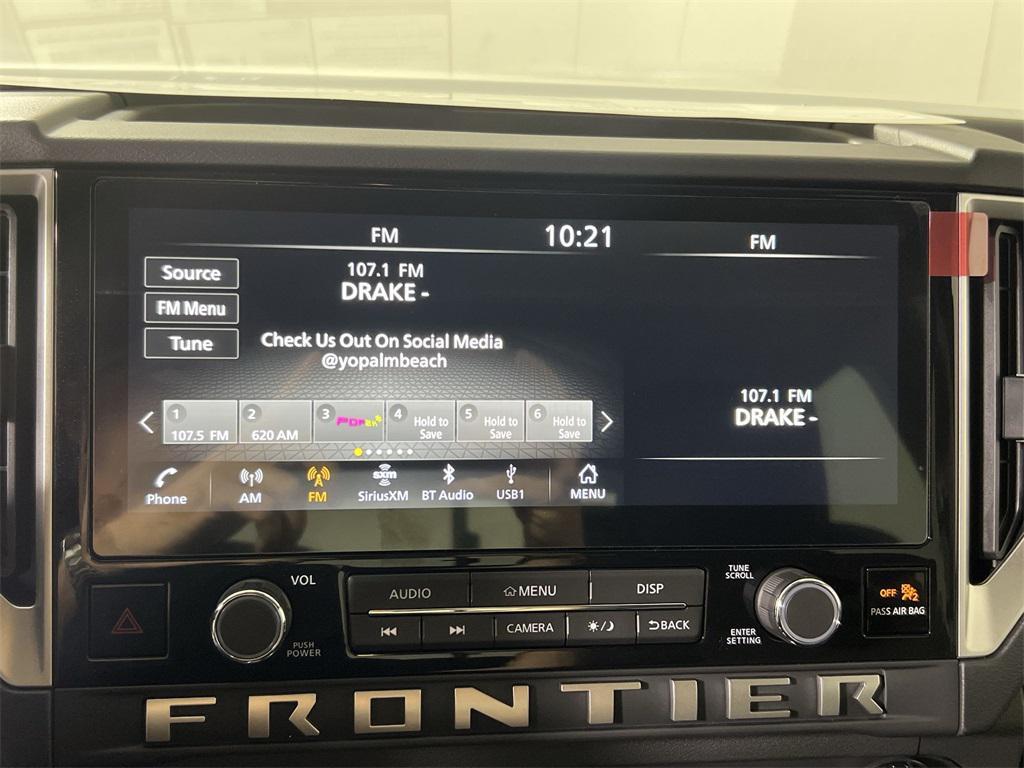 FM 10:21 FM
Source
FM Menu
Tune
107.1 FM
DRAKE -
Check Us Out On Social Media
@yopalmbeach
107.1 FM
DRAKE -
1 107.5 FM
2 620 AM
3
4 Hold to
Save
5 Hold to
Save
6 Hold to
Save
Phone AM FM SiriusXM BT Audio USB1 MENU
sxm
VOL
PUSH
POWER
AUDIO MENU DISP
CAMERA BACK
TUNE
SCROLL
ENTER
SETTING
OFF 2
PASS AIR BAG
FRONTIER